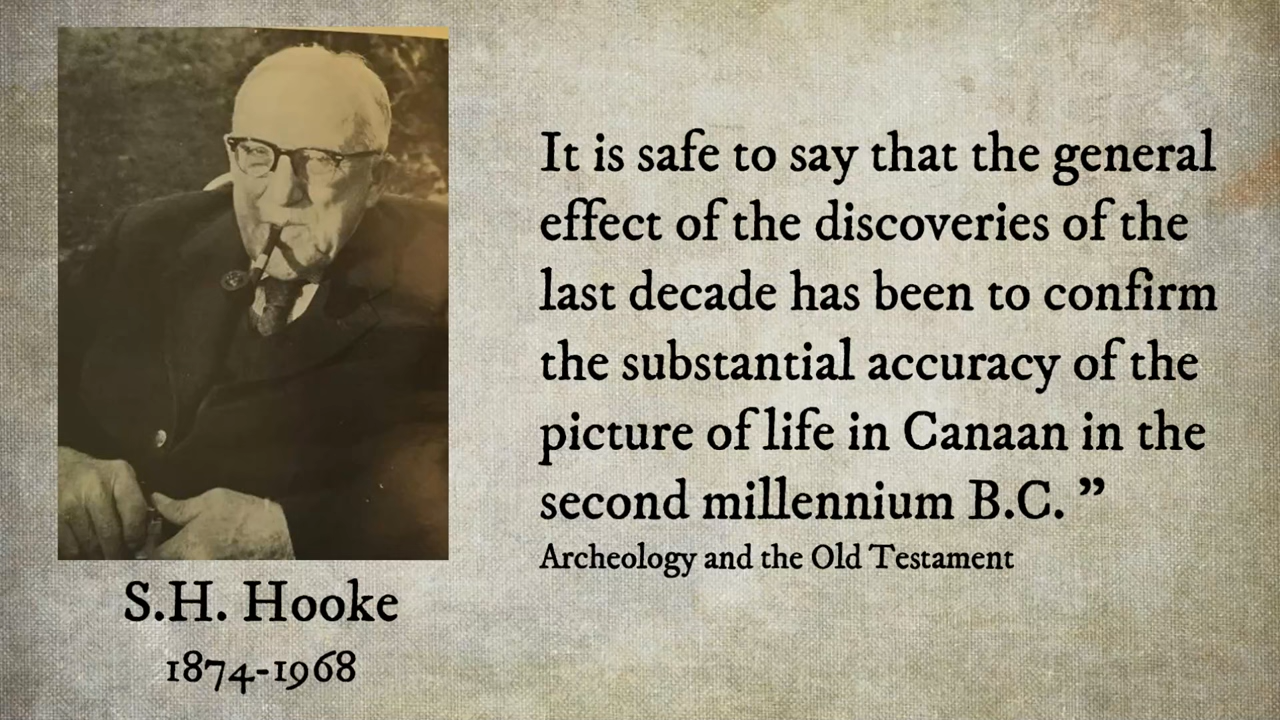 It is safe to say that the general
effect of the discoveries of the
last decade has been to confirm
the substantial accuracy of the
picture of life in Canaan in the
second millennium B.C. ”
Archeology and the Old Testament
S.H. Hooke
1874-1968